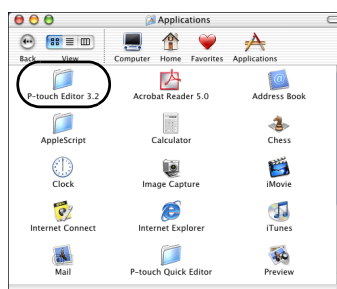 Applications
Back View Computer Home Favorites Applications
P-touch Editor 3.2 Acrobat Reader 5.0 Address Book
AppleScript Calculator Chess
Clock Image Capture iMovie
Internet Connect Internet Explorer iTunes
Mail P-touch Quick Editor Preview